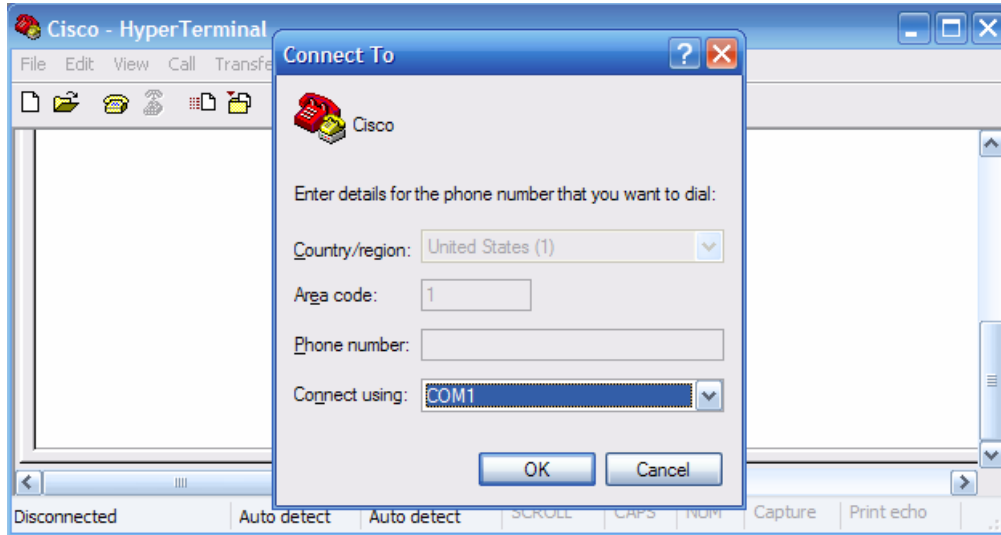 Cisco - HyperTerminal
File Edit View Call Transfe
Connect To
?
Cisco
Enter details for the phone number that you want to dial:
Country/region: United States (1)
Area code: 1
Phone number:
Connect using: COM1
OK Cancel
Disconnected Auto detect Auto detect SCROLL CAPS NUM Capture Print echo